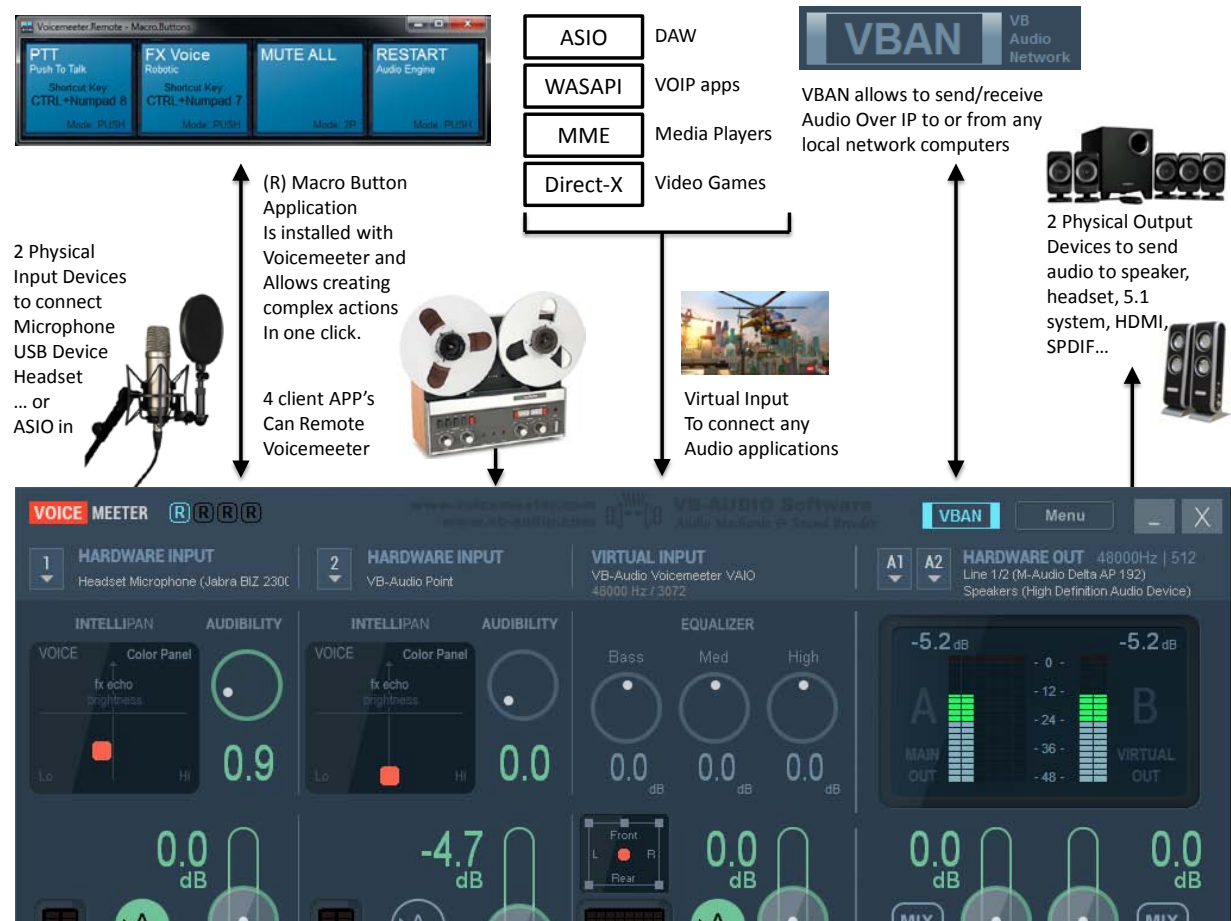 Voicemeeter.Remote - Macro.Buttons
PTT
Push To Talk
Shortcut Key:
CTRL+Numpad 8
Mode: PUSH
FX Voice
Robotic
Shortcut Key:
CTRL+Numpad 7
Mode: PUSH
MUTE ALL
Mode: 2P
RESTART
Audio Engine
Mode: PUSH
ASIO DAW
WASAPI VOIP apps
MME Media Players
Direct-X Video Games
VBAN
VB
Audio
Network
VBAN allows to send/receive
Audio Over IP to or from any
local network computers
2 Physical Output
Devices to send
audio to speaker,
headset, 5.1
system, HDMI,
SPDIF…
(R) Macro Button
Application
Is installed with
Voicemeeter and
Allows creating
complex actions
In one click.
2 Physical
Input Devices
to connect
Microphone
USB Device
Headset
… or
ASIO in
4 client APP's
Can Remote
Voicemeeter
Virtual Input
To connect any
Audio applications
VOICE MEETER R R R R
www.voicemeeter.com
www.vb-audio.com
VB-AUDIO Software
Audio Mechanic & Sound Breeder
VBAN
Menu
_ X
1 HARDWARE INPUT
Headset Microphone (Jabra BIZ 2300
2 HARDWARE INPUT
VB-Audio Point
VIRTUAL INPUT
VB-Audio Voicemeeter VAIO
48000 Hz / 3072
A1 A2 HARDWARE OUT 48000Hz | 512
Line 1/2 (M-Audio Delta AP 192)
Speakers (High Definition Audio Device)
INTELLIPAN AUDIBILITY
VOICE Color Panel
fx echo
brightness
Lo Hi
0.9
INTELLIPAN AUDIBILITY
VOICE Color Panel
fx echo
brightness
Lo Hi
0.0
EQUALIZER
Bass Med High
0.0 dB 0.0 dB 0.0 dB
-5.2 dB -5.2 dB
- 0 -
- 12 -
- 24 -
- 36 -
- 48 -
A
MAIN
OUT
B
VIRTUAL
OUT
0.0
dB
-4.7
dB
Front
L R
Rear
0.0
dB
0.0
dB
0.0
dB
A
A
A
MIX
MIX